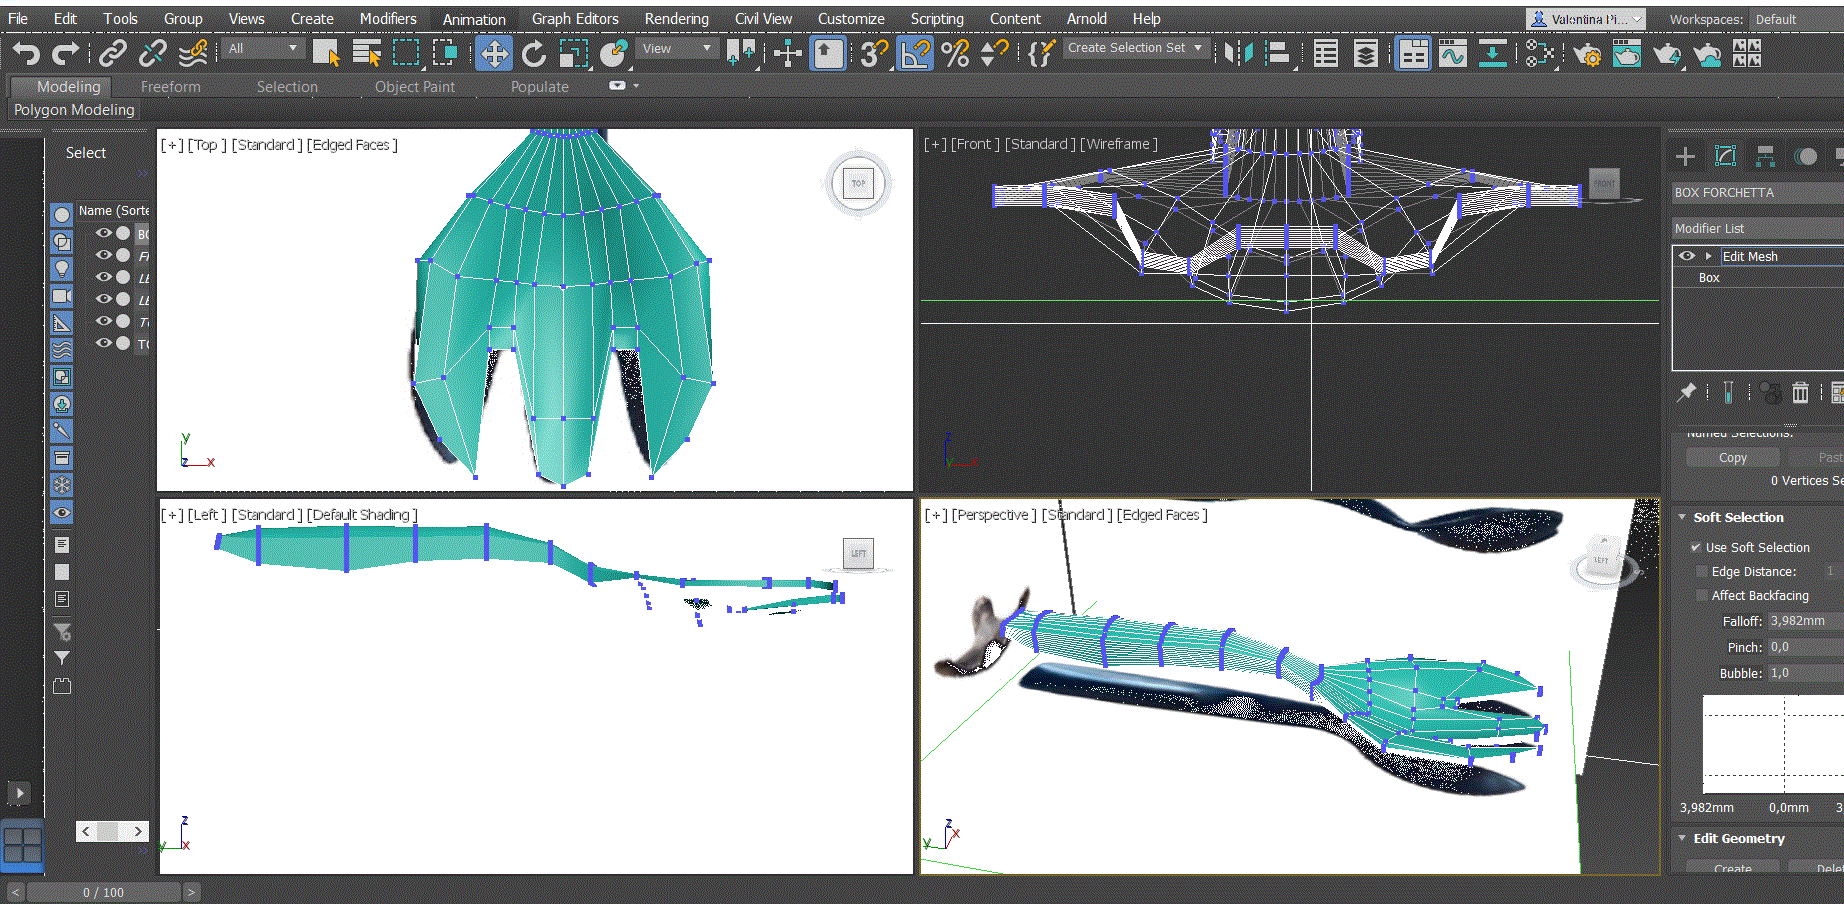 File Edit Tools Group Views Create Modifiers Animation Graph Editors Rendering Civil View Customize Scripting Content Arnold Help Valentina Pi... Workspaces: Default
All View Create Selection Set
Modeling Freeform Selection Object Paint Populate
Polygon Modeling
Select
Name (Sorte
[+] [Top ] [Standard ] [Edged Faces ]
TOP
[+] [Front ] [Standard ] [Wireframe ]
FRONT
[+] [Left ] [Standard ] [Default Shading ]
LEFT
[+] [Perspective ] [Standard ] [Edged Faces ]
LEFT
BOX FORCHETTA
Modifier List
Edit Mesh
Box
Named Selections:
Copy Past
0 Vertices Se
Soft Selection
Use Soft Selection
Edge Distance: 1
Affect Backfacing
Falloff: 3,982mm
Pinch: 0,0
Bubble: 1,0
3,982mm 0,0mm 3,
Edit Geometry
Create Delet
0 / 100